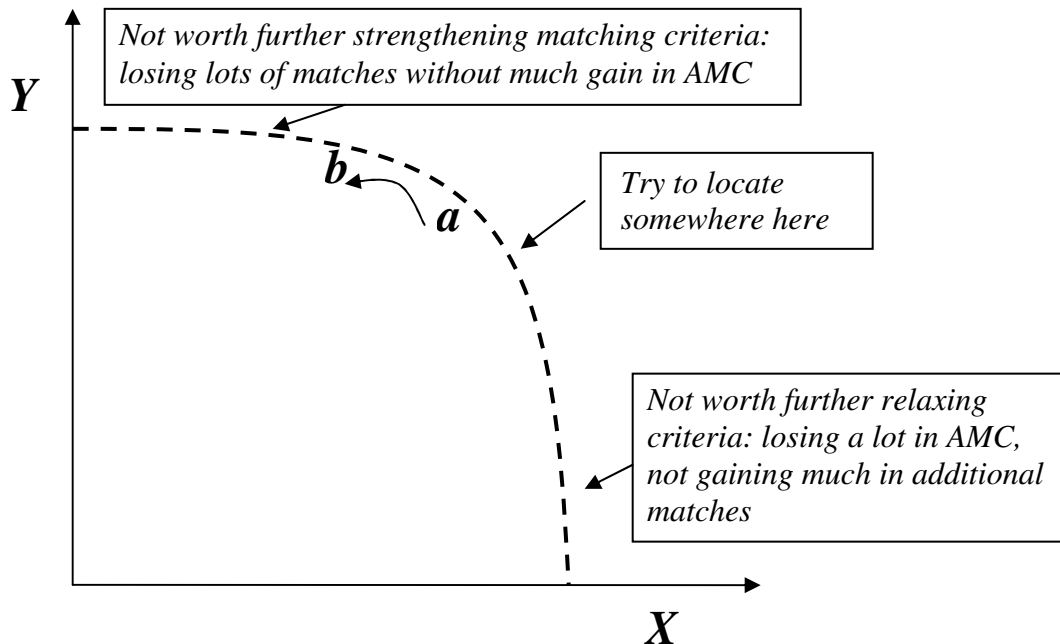 Not worth further strengthening matching criteria:
losing lots of matches without much gain in AMC
Y
b
a
Try to locate
somewhere here
Not worth further relaxing
criteria: losing a lot in AMC,
not gaining much in additional
matches
X